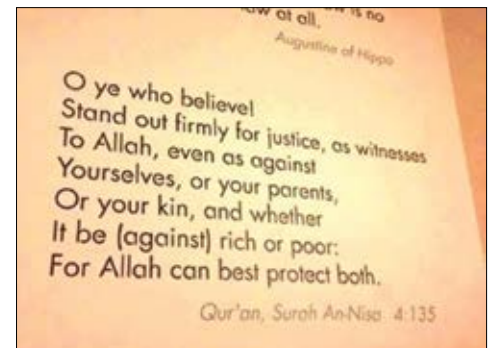 is no
at all.
Augustine of Hippo
O ye who believe!
Stand out firmly for justice, as witnesses
To Allah, even as against
Yourselves, or your parents,
Or your kin, and whether
It be (against) rich or poor:
For Allah can best protect both.
Qur'an, Surah An-Nisa 4:135